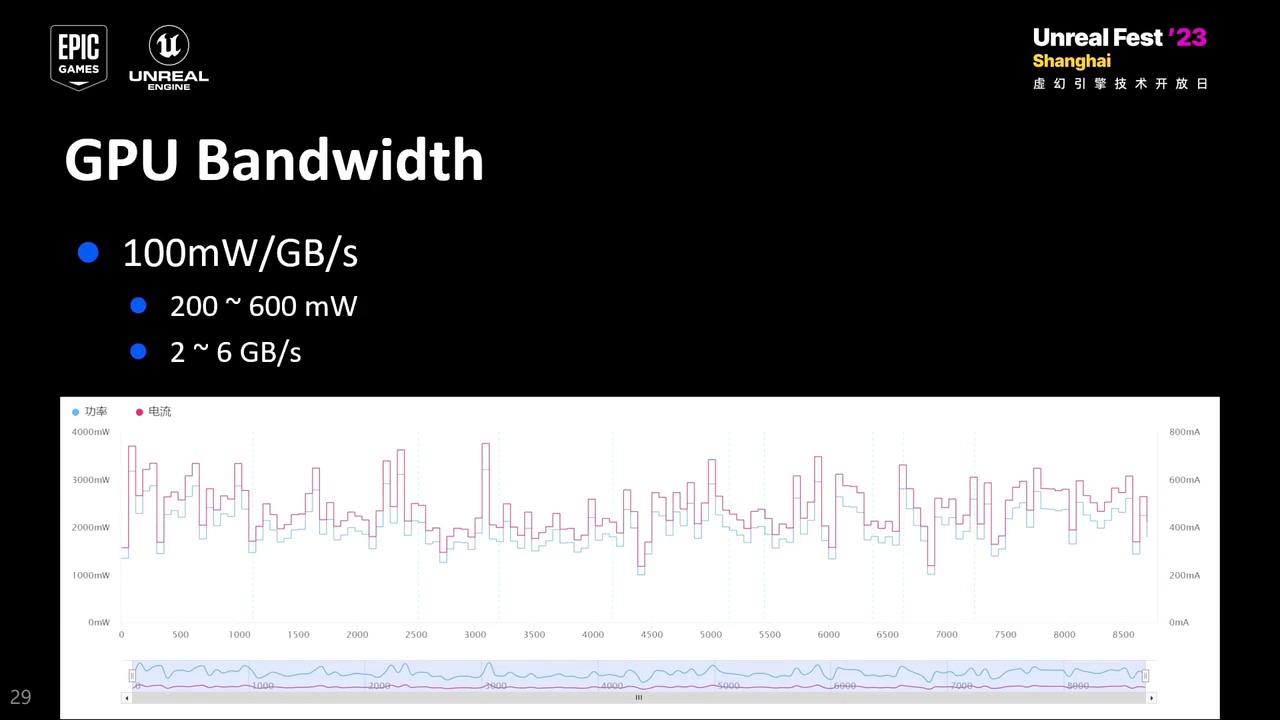 EPIC
GAMES
UNREAL
ENGINE
Unreal Fest '23
Shanghai
虚幻引擎技术开放日
GPU Bandwidth
100mW/GB/s
200 ~ 600 mW
2 ~ 6 GB/s
功率 电流
4000mW 800mA
3000mW 600mA
2000mW 400mA
1000mW 200mA
0mW 0mA
0 500 1000 1500 2000 2500 3000 3500 4000 4500 5000 5500 6000 6500 7000 7500 8000 8500
0 1000 2000 3000 4000 5000 6000 7000 8000
29